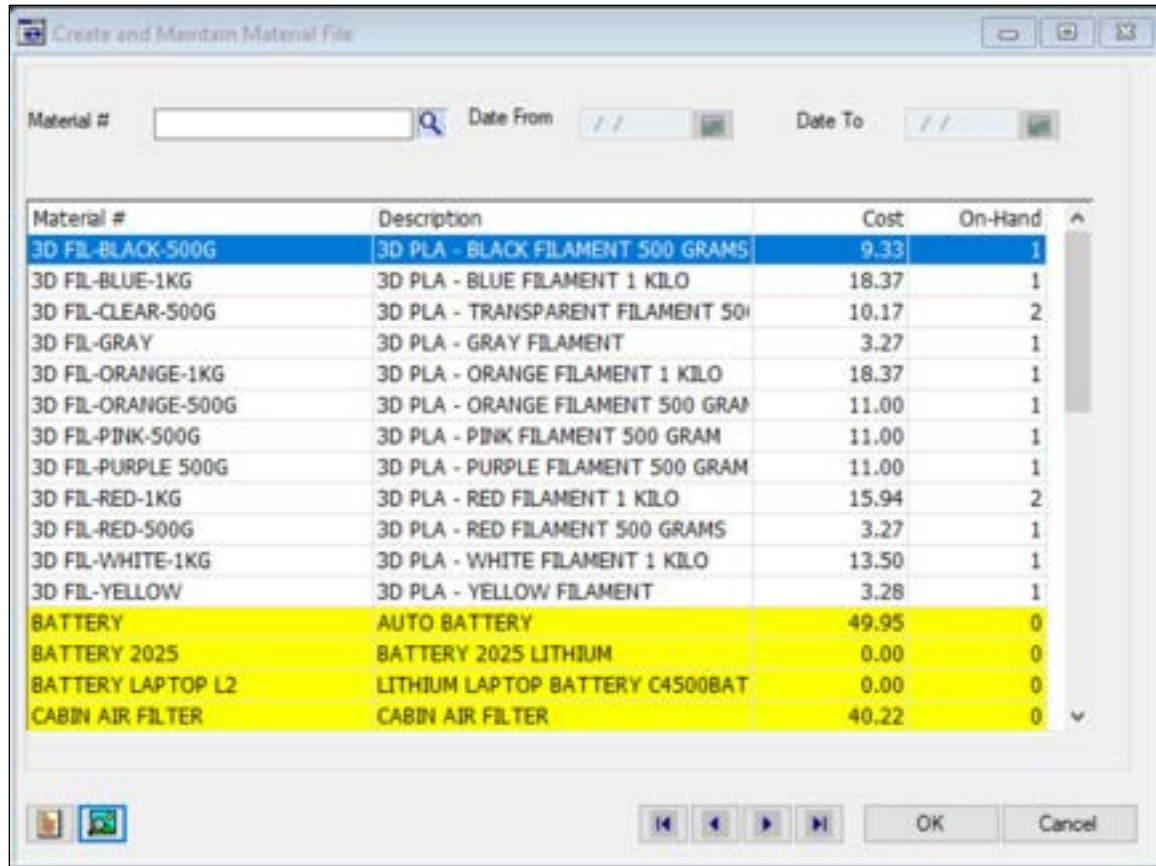 Create and Maintain Material File
Material # Date From / / Date To / /
Material # Description Cost On-Hand
3D FIL-BLACK-500G 3D PLA - BLACK FILAMENT 500 GRAMS 9.33 1
3D FIL-BLUE-1KG 3D PLA - BLUE FILAMENT 1 KILO 18.37 1
3D FIL-CLEAR-500G 3D PLA - TRANSPARENT FILAMENT 50 10.17 2
3D FIL-GRAY 3D PLA - GRAY FILAMENT 3.27 1
3D FIL-ORANGE-1KG 3D PLA - ORANGE FILAMENT 1 KILO 18.37 1
3D FIL-ORANGE-500G 3D PLA - ORANGE FILAMENT 500 GRAM 11.00 1
3D FIL-PINK-500G 3D PLA - PINK FILAMENT 500 GRAM 11.00 1
3D FIL-PURPLE 500G 3D PLA - PURPLE FILAMENT 500 GRAM 11.00 1
3D FIL-RED-1KG 3D PLA - RED FILAMENT 1 KILO 15.94 2
3D FIL-RED-500G 3D PLA - RED FILAMENT 500 GRAMS 3.27 1
3D FIL-WHITE-1KG 3D PLA - WHITE FILAMENT 1 KILO 13.50 1
3D FIL-YELLOW 3D PLA - YELLOW FILAMENT 3.28 1
BATTERY AUTO BATTERY 49.95 0
BATTERY 2025 BATTERY 2025 LITHIUM 0.00 0
BATTERY LAPTOP L2 LITHIUM LAPTOP BATTERY C4500BAT 0.00 0
CABIN AIR FILTER CABIN AIR FILTER 40.22 0
OK Cancel